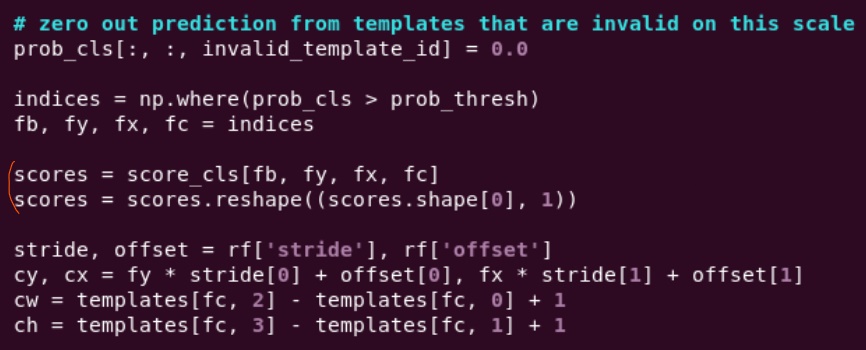 # zero out prediction from templates that are invalid on this scale
prob_cls[:, :, invalid_template_id] = 0.0
indices = np.where(prob_cls > prob_thresh)
fb, fy, fx, fc = indices
scores = score_cls[fb, fy, fx, fc]
scores = scores.reshape((scores.shape[0], 1))
stride, offset = rf['stride'], rf['offset']
cy, cx = fy * stride[0] + offset[0], fx * stride[1] + offset[1]
cw = templates[fc, 2] - templates[fc, 0] + 1
ch = templates[fc, 3] - templates[fc, 1] + 1